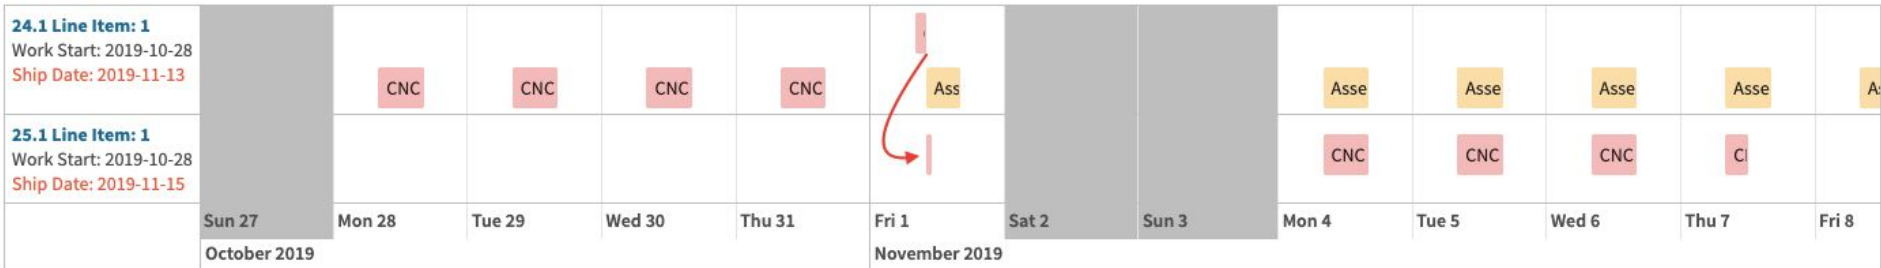 24.1 Line Item: 1
Work Start: 2019-10-28
Ship Date: 2019-11-13
CNC CNC CNC CNC Ass Asse Asse Asse Asse
25.1 Line Item: 1
Work Start: 2019-10-28
Ship Date: 2019-11-15
CNC CNC CNC
Sun 27 Mon 28 Tue 29 Wed 30 Thu 31 Fri 1 Sat 2 Sun 3 Mon 4 Tue 5 Wed 6 Thu 7 Fri 8
October 2019 November 2019